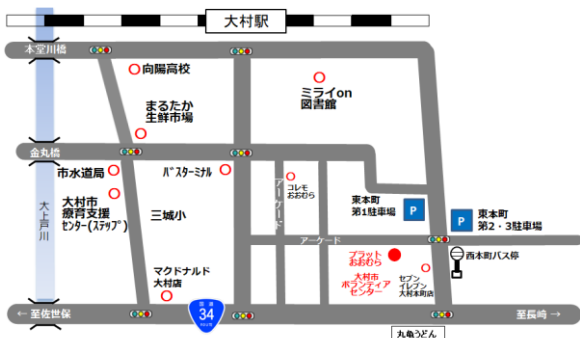 大村駅
本堂川橋
向陽高校
ミライon
図書館
まるたか
生鮮市場
金丸橋
市水道局
バスターミナル
コレモ
おおむら
アーケード
大村市
療育支援
センター(ステップ)
三城小
大上戸川
東本町
第1駐車場
P
P
東本町
第2・3駐車場
アーケード
プラット
おおむら
大村市
ボランティア
センター
セブン
イレブン
大村本町店
西本町バス停
マクドナルド
大村店
← 至佐世保
国道
34
ROUTE
至長崎 →
丸亀うどん